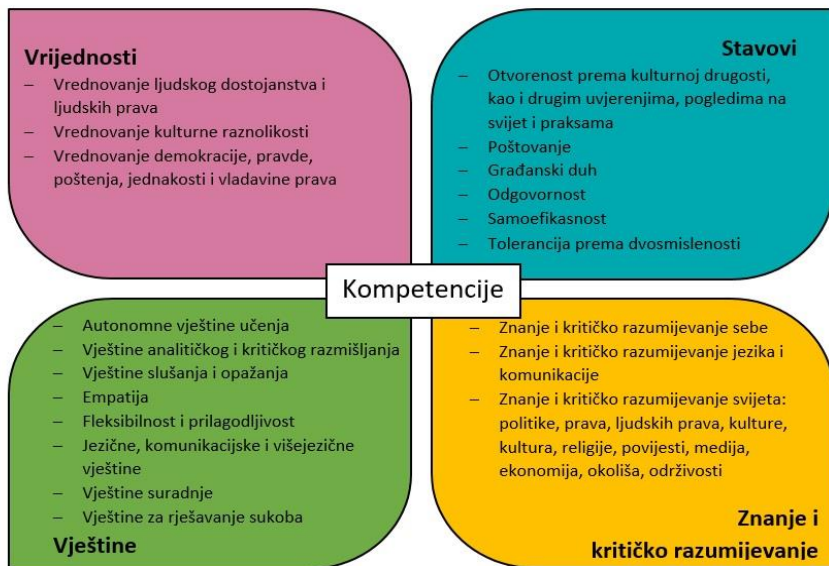 Vrijednosti
– Vrednovanje ljudskog dostojanstva i
ljudskih prava
– Vrednovanje kulturne raznolikosti
– Vrednovanje demokracije, pravde,
poštenja, jednakosti i vladavine prava
Stavovi
– Otvorenost prema kulturnoj drugosti,
kao i drugim uvjerenjima, pogledima na
svijet i praksama
– Poštovanje
– Građanski duh
– Odgovornost
– Samoefikasnost
– Tolerancija prema dvosmislenosti
Kompetencije
– Autonomne vještine učenja
– Vještine analitičkog i kritičkog razmišljanja
– Vještine slušanja i opažanja
– Empatija
– Fleksibilnost i prilagodljivost
– Jezične, komunikacijske i višejezične
vještine
– Vještine suradnje
– Vještine za rješavanje sukoba
Vještine
– Znanje i kritičko razumijevanje sebe
– Znanje i kritičko razumijevanje jezika i
komunikacije
– Znanje i kritičko razumijevanje svijeta:
politike, prava, ljudskih prava, kulture,
kultura, religije, povijesti, medija,
ekonomija, okoliša, održivosti
Znanje i
kritičko razumijevanje